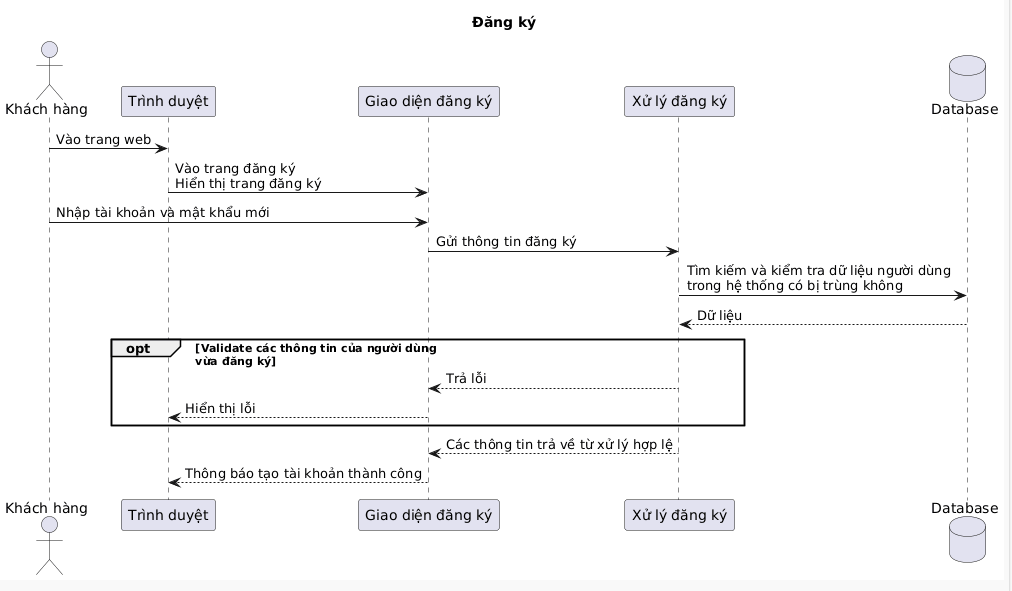 Đăng ký
Khách hàng
Trình duyệt
Giao diện đăng ký
Xử lý đăng ký
Database
Vào trang web
Vào trang đăng ký
Hiển thị trang đăng ký
Nhập tài khoản và mật khẩu mới
Gửi thông tin đăng ký
Tìm kiếm và kiểm tra dữ liệu người dùng
trong hệ thống có bị trùng không
Dữ liệu
opt
[Validate các thông tin của người dùng
vừa đăng ký]
Trả lỗi
Hiển thị lỗi
Các thông tin trả về từ xử lý hợp lệ
Thông báo tạo tài khoản thành công
Khách hàng
Trình duyệt
Giao diện đăng ký
Xử lý đăng ký
Database